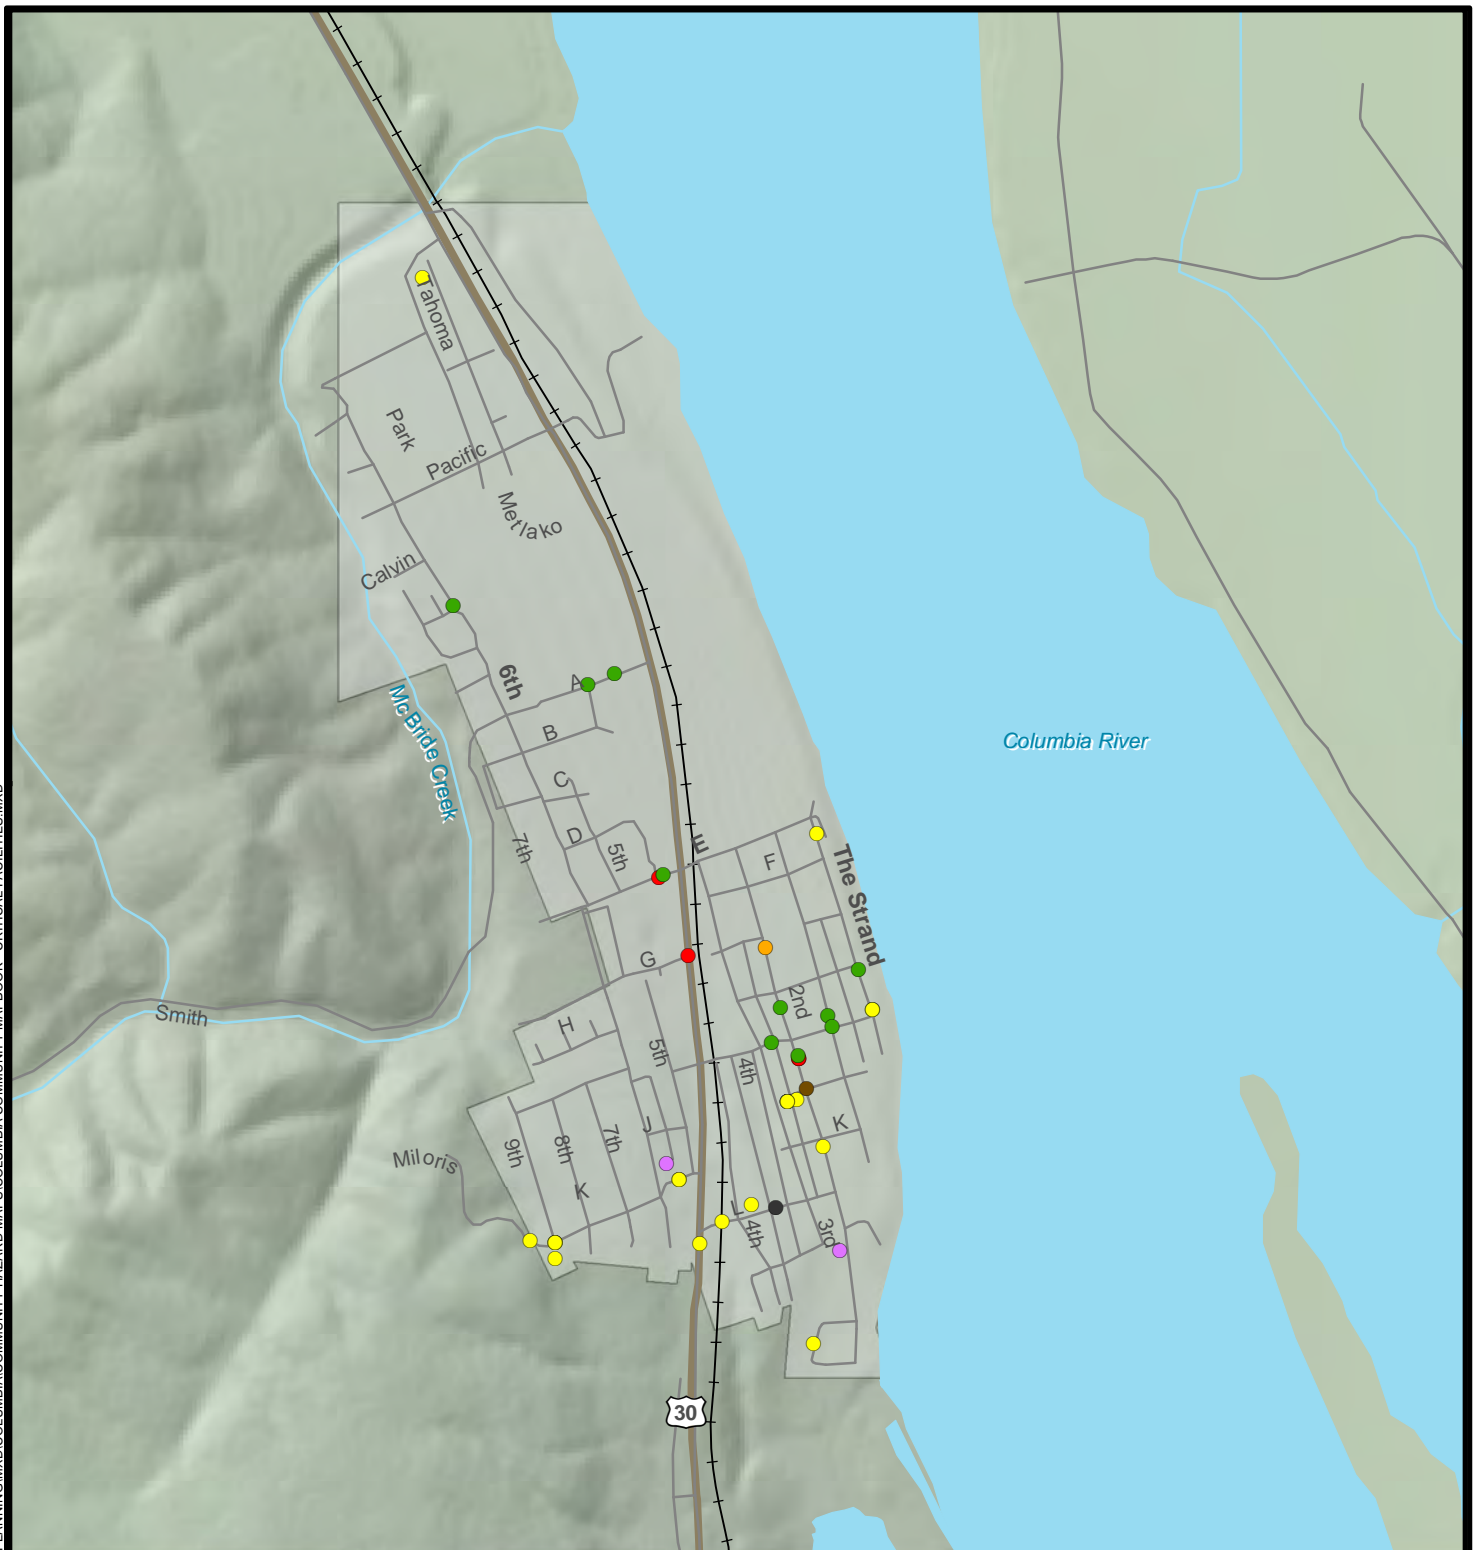 Tahoma
Park
Pacific
Metlako
Calvin
6th
A
McBride Creek
B
Columbia River
C
D
7th
5th
E
F
The Strand
G
2nd
Smith
H
5th
4th
J
K
9th
8th
7th
Miloris
K
L
4th
3rd
30